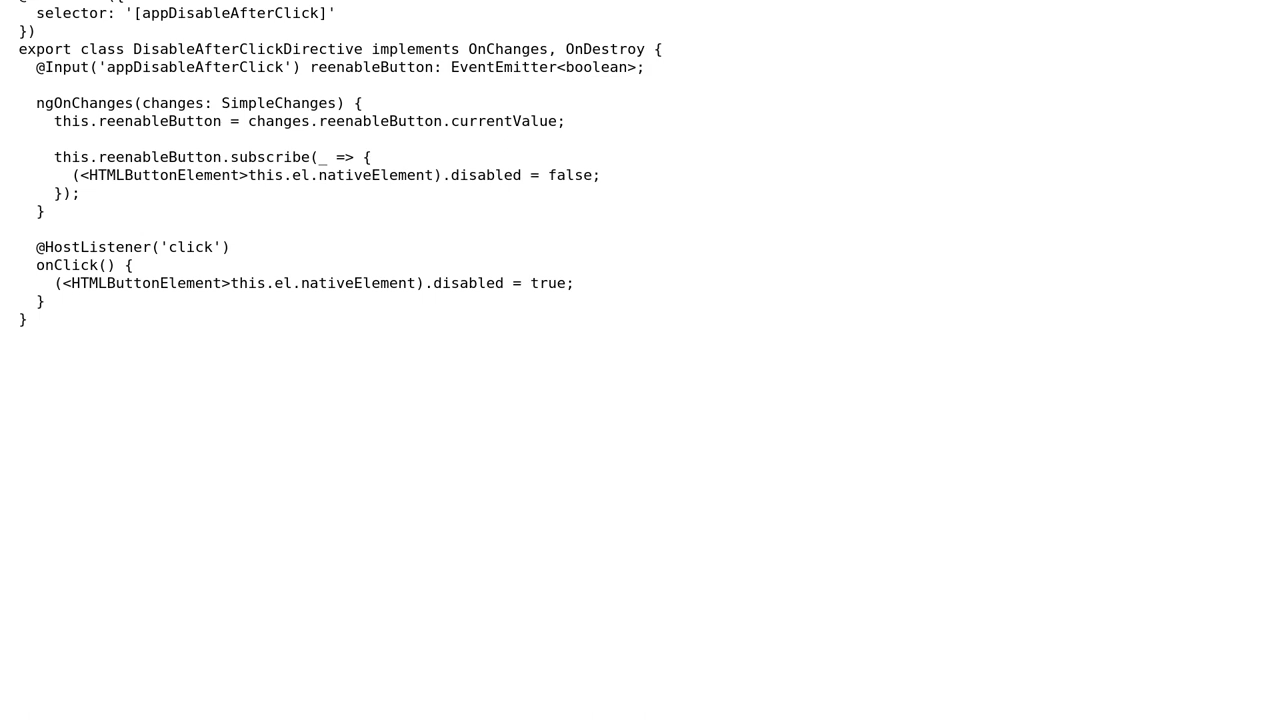 selector: '[appDisableAfterClick]'
})
export class DisableAfterClickDirective implements OnChanges, OnDestroy {
@Input('appDisableAfterClick') reenableButton: EventEmitter<boolean>;
ngOnChanges(changes: SimpleChanges) {
this.reenableButton = changes.reenableButton.currentValue;
this.reenableButton.subscribe(_ => {
(<HTMLButtonElement>this.el.nativeElement).disabled = false;
});
}
@HostListener('click')
onClick() {
(<HTMLButtonElement>this.el.nativeElement).disabled = true;
}
}